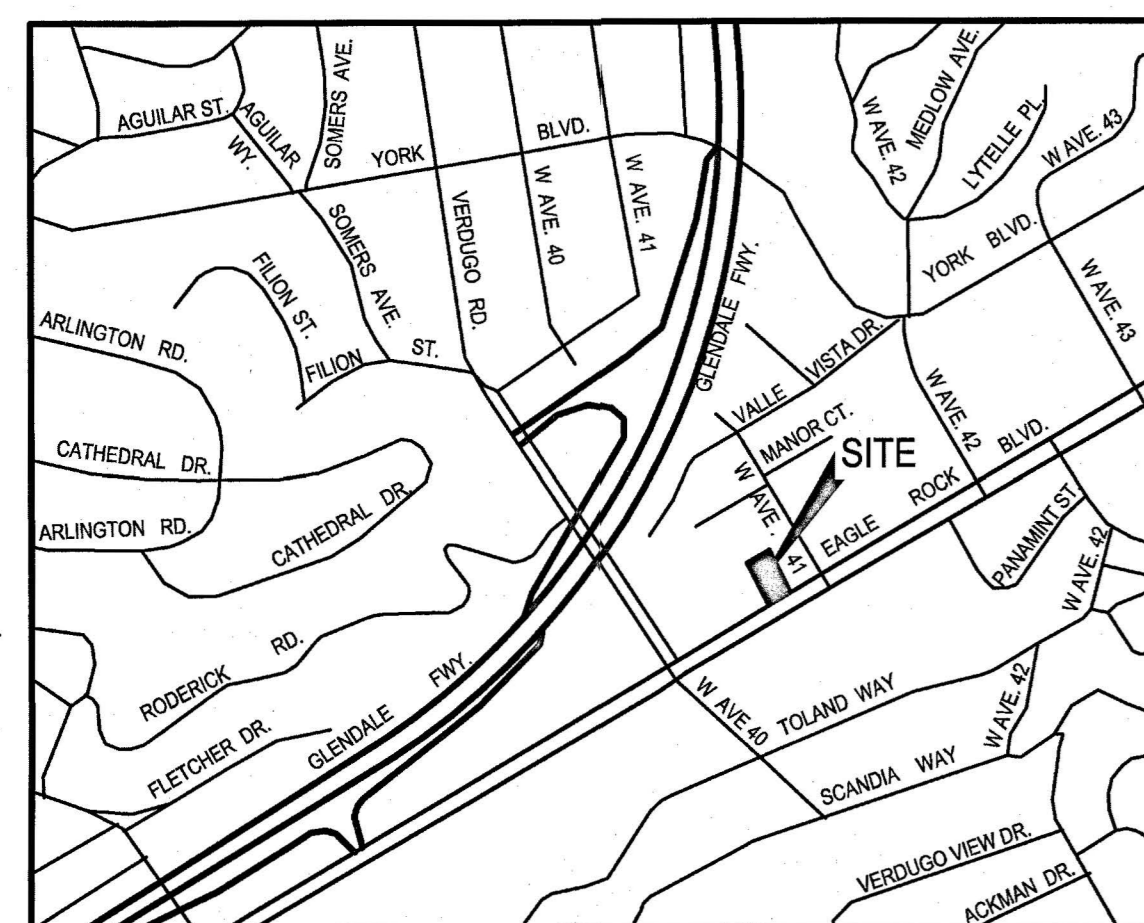 AGUILAR ST.
AGUILAR
WY.
SOMERS AVE.
YORK
BLVD.
W AVE. 40
W AVE. 41
VERDUGO RD.
SOMERS AVE.
FILION ST.
FILION
ST.
ARLINGTON RD.
CATHEDRAL DR.
ARLINGTON RD.
CATHEDRAL DR.
RODERICK
RD.
FLETCHER DR.
GLENDALE
FWY.
GLENDALE FWY.
W AVE. 42
MEDLOW AVE.
LYTELLE PL.
W AVE. 43
YORK BLVD.
W AVE. 43
VALLE VISTA DR.
MANOR CT.
SITE
W AVE. 41
W AVE. 42
EAGLE ROCK BLVD.
PANAMINT ST.
W AVE. 42
W AVE 40
TOLAND WAY
W AVE. 42
SCANDIA WAY
VERDUGO VIEW DR.
ACKMAN DR.